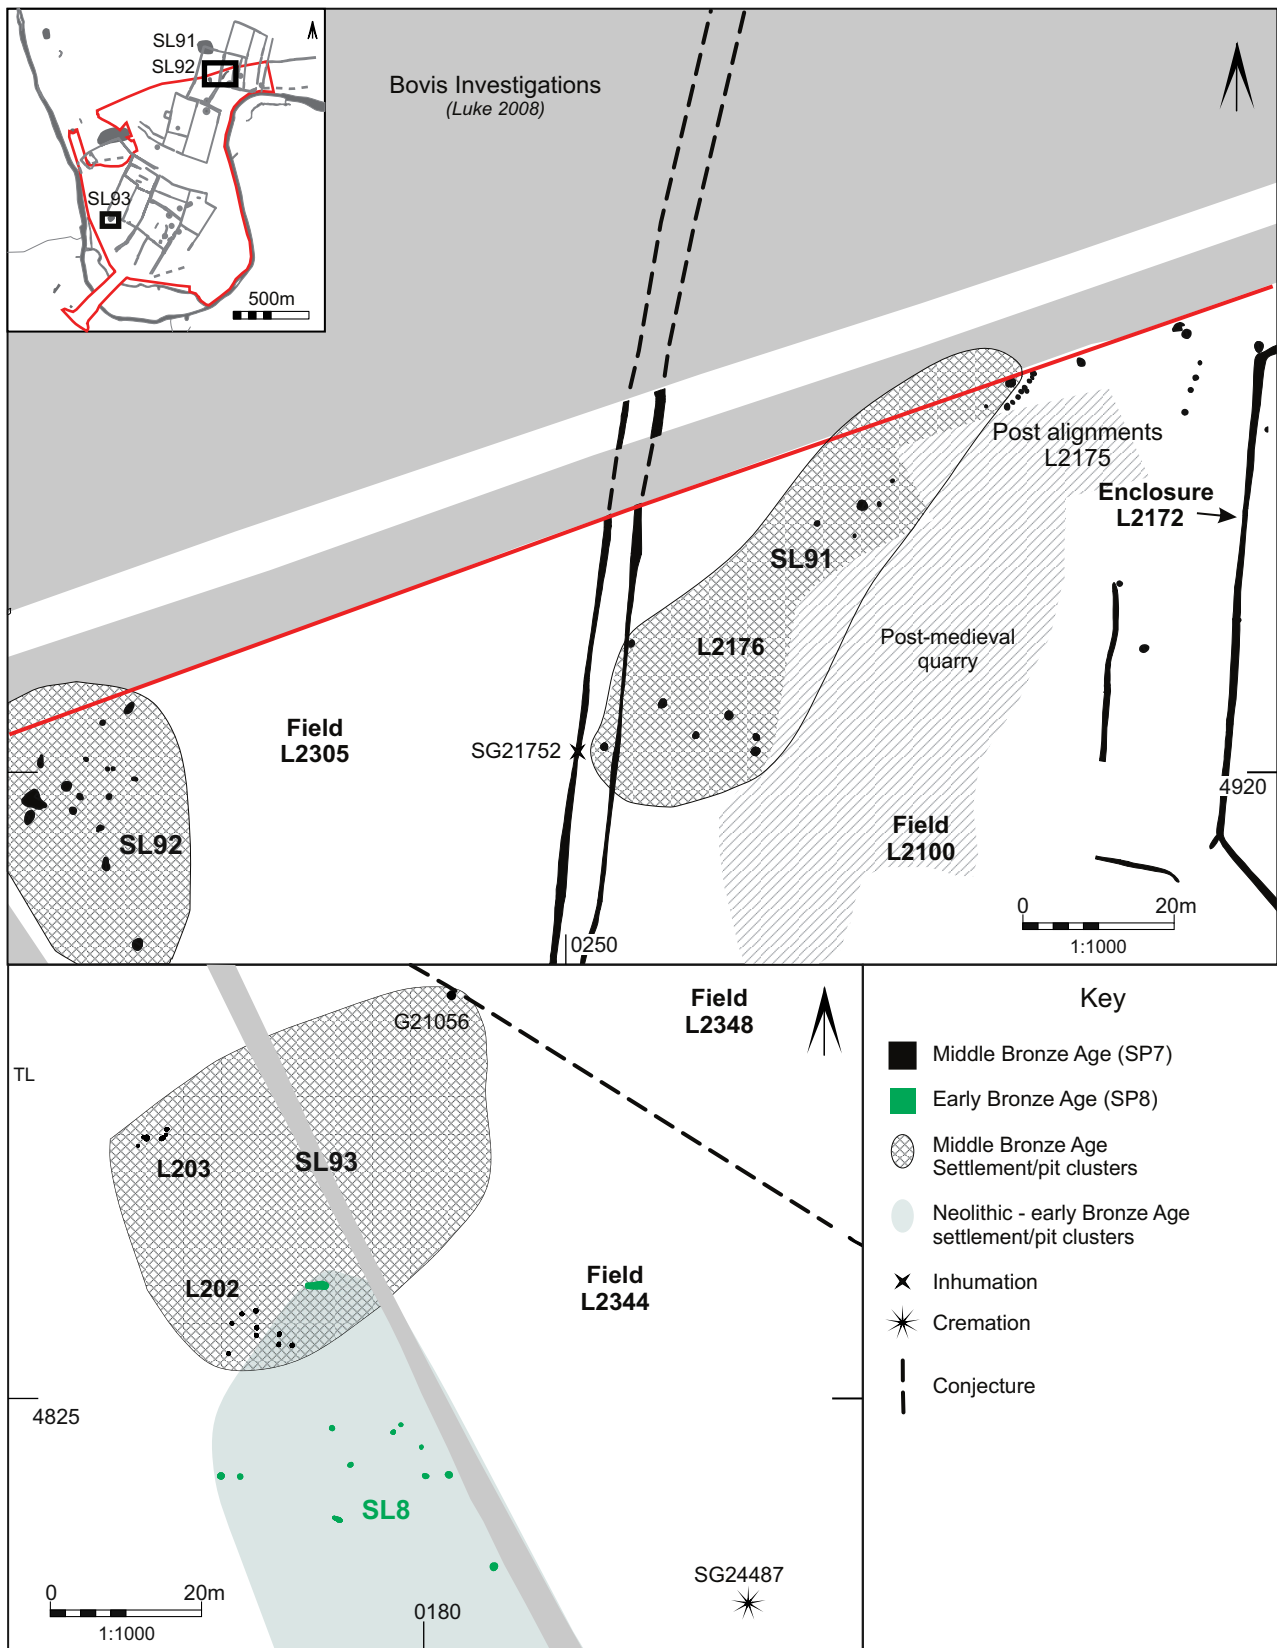 SL91
SL92
SL93
500m
Bovis Investigations
(Luke 2008)
Post alignments
L2175
Enclosure
L2172
SL91
L2176
Post-medieval
quarry
Field
L2305
SG21752
SL92
4920
Field
L2100
0 20m
1:1000
0250
Field
L2348
G21056
TL
L203
SL93
L202
Field
L2344
4825
SL8
SG24487
0 20m
1:1000
0180
Key
Middle Bronze Age (SP7)
Early Bronze Age (SP8)
Middle Bronze Age
Settlement/pit clusters
Neolithic - early Bronze Age
settlement/pit clusters
Inhumation
Cremation
Conjecture